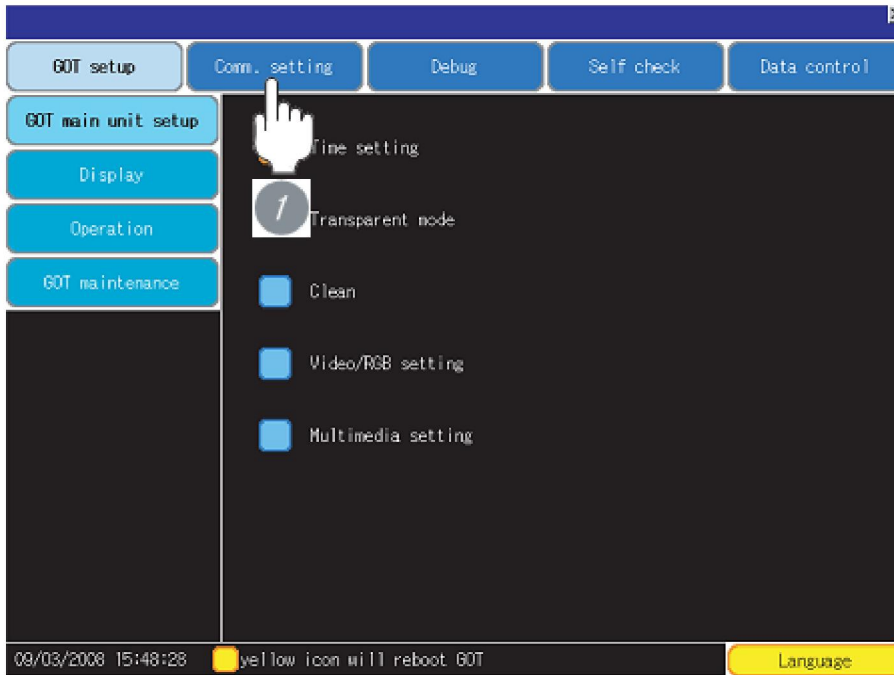 GOT setup
Comm. setting
Debug
Self check
Data control
GOT main unit setup
Display
Operation
GOT maintenance
Time setting
1
Transparent mode
Clean
Video/RGB setting
Multimedia setting
09/03/2008 15:48:28
yellow icon will reboot GOT
Language